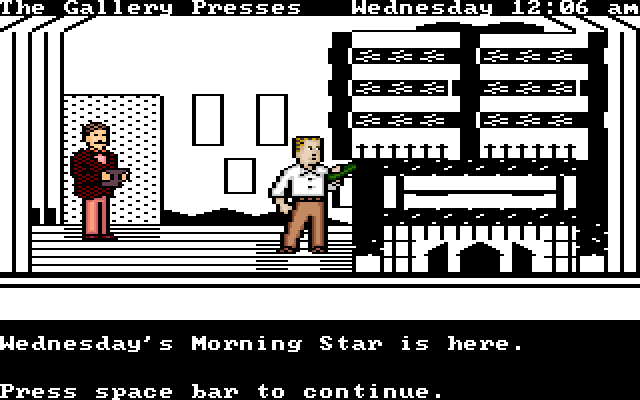 The Gallery Presses   Wednesday 12:06 am
Wednesday's Morning Star is here.
Press space bar to continue.